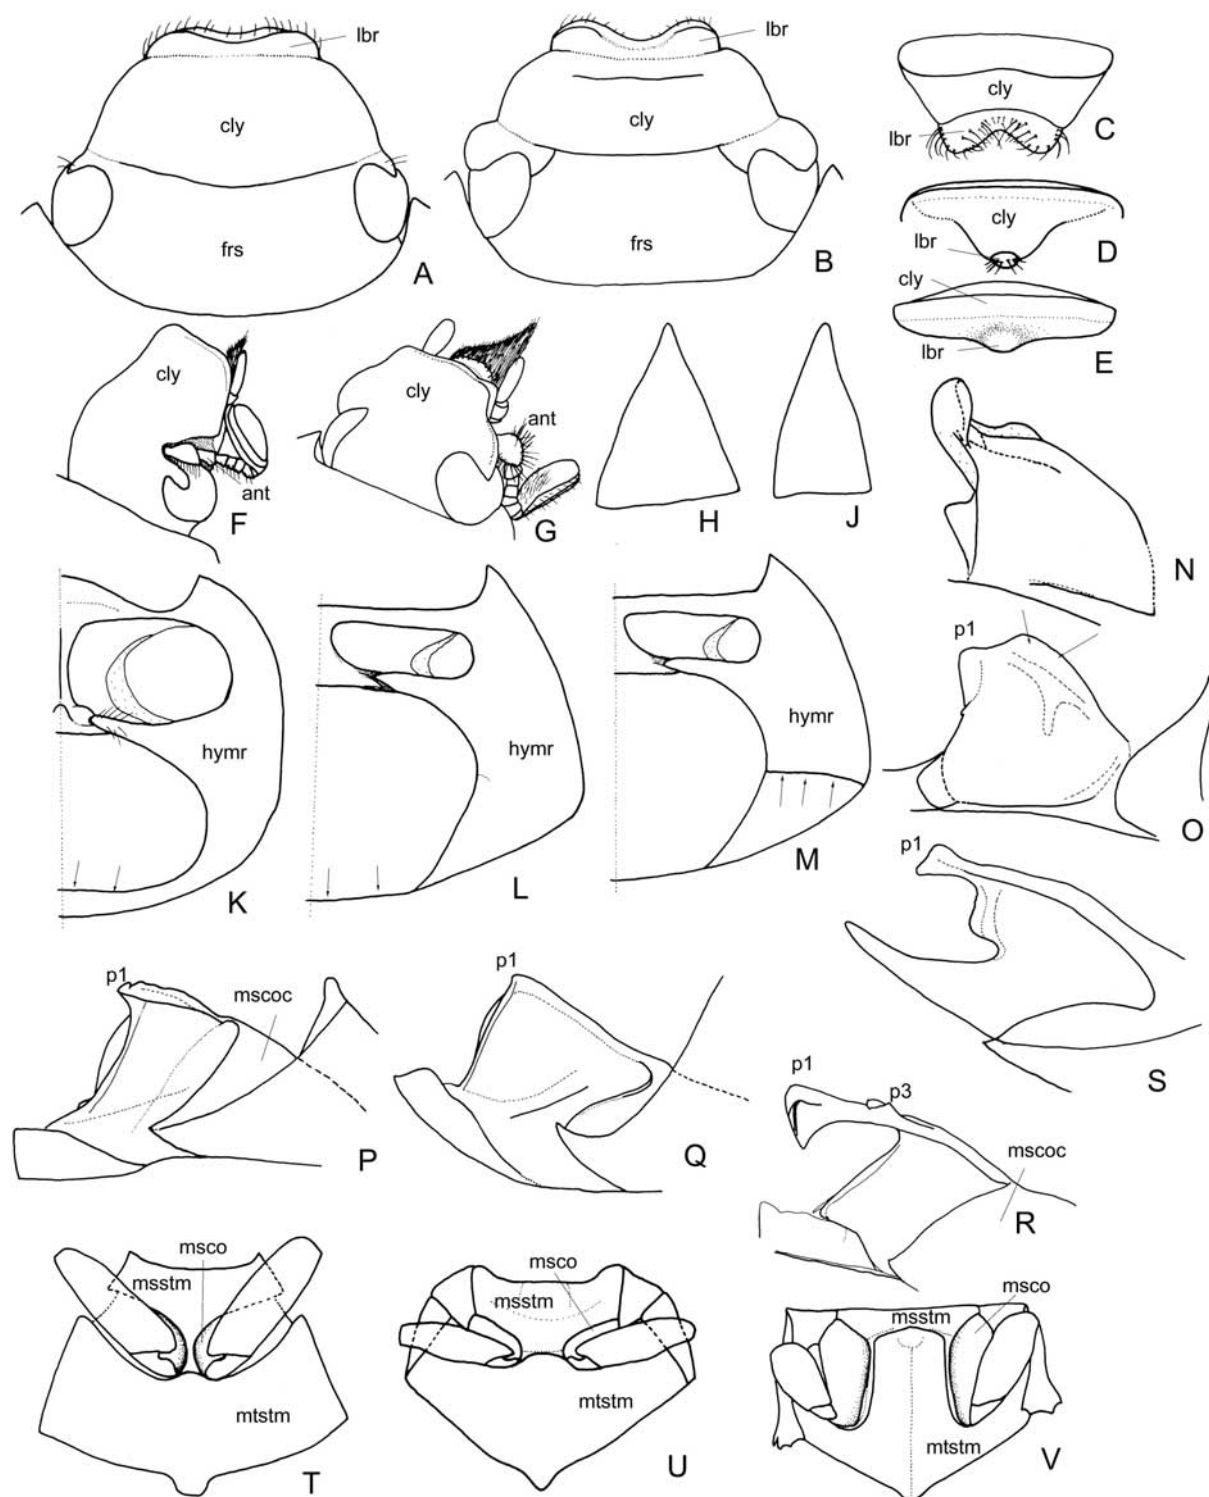 lbr
cly
frs
A
lbr
cly
frs
B
cly
lbr
C
cly
lbr
D
cly
lbr
E
cly
ant
F
cly
ant
G
H
J
N
hymr
K
hymr
L
hymr
M
p1
O
p1
S
p1
mscoc
P
p1
Q
p1
p3
mscoc
R
msco
msstm
mtstm
T
msco
msstm
mtstm
U
msco
msstm
mtstm
V